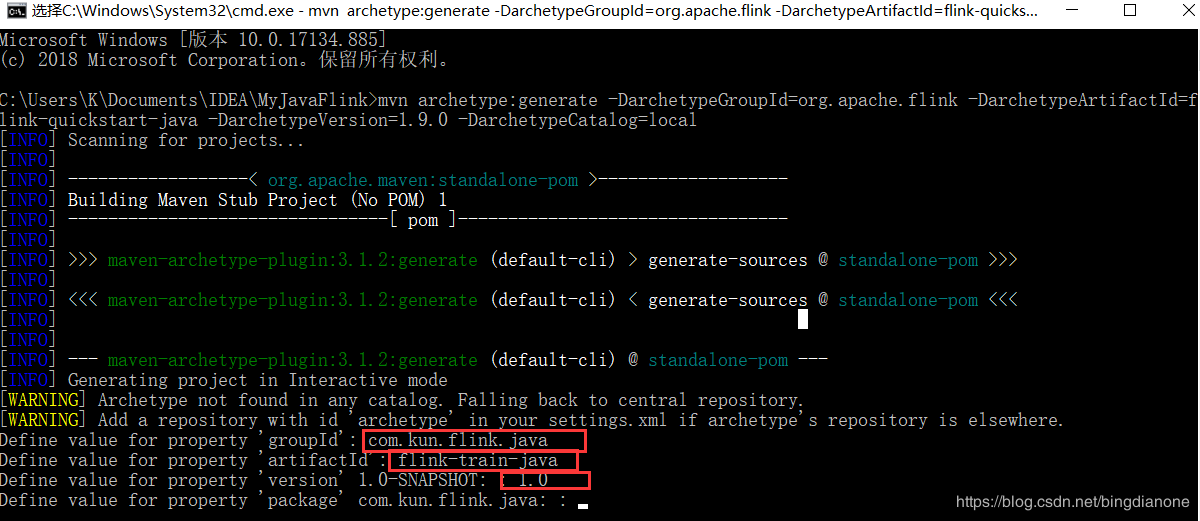 选择C:\Windows\System32\cmd.exe - mvn  archetype:generate -DarchetypeGroupId=org.apache.flink -DarchetypeArtifactId=flink-quicks...
Microsoft Windows [版本 10.0.17134.885]
(c) 2018 Microsoft Corporation。保留所有权利。
C:\Users\K\Documents\IDEA\MyJavaFlink>mvn archetype:generate -DarchetypeGroupId=org.apache.flink -DarchetypeArtifactId=f
link-quickstart-java -DarchetypeVersion=1.9.0 -DarchetypeCatalog=local
[INFO] Scanning for projects...
[INFO]
[INFO] ------------------< org.apache.maven:standalone-pom >-------------------
[INFO] Building Maven Stub Project (No POM) 1
[INFO] --------------------------------[ pom ]---------------------------------
[INFO]
[INFO] >>> maven-archetype-plugin:3.1.2:generate (default-cli) > generate-sources @ standalone-pom >>>
[INFO]
[INFO] <<< maven-archetype-plugin:3.1.2:generate (default-cli) < generate-sources @ standalone-pom <<<
[INFO]
[INFO]
[INFO] --- maven-archetype-plugin:3.1.2:generate (default-cli) @ standalone-pom ---
[INFO] Generating project in Interactive mode
[WARNING] Archetype not found in any catalog. Falling back to central repository.
[WARNING] Add a repository with id 'archetype' in your settings.xml if archetype's repository is elsewhere.
Define value for property 'groupId': com.kun.flink.java
Define value for property 'artifactId': flink-train-java
Define value for property 'version' 1.0-SNAPSHOT: : 1.0
Define value for property 'package' com.kun.flink.java: :
https://blog.csdn.net/bingdianone